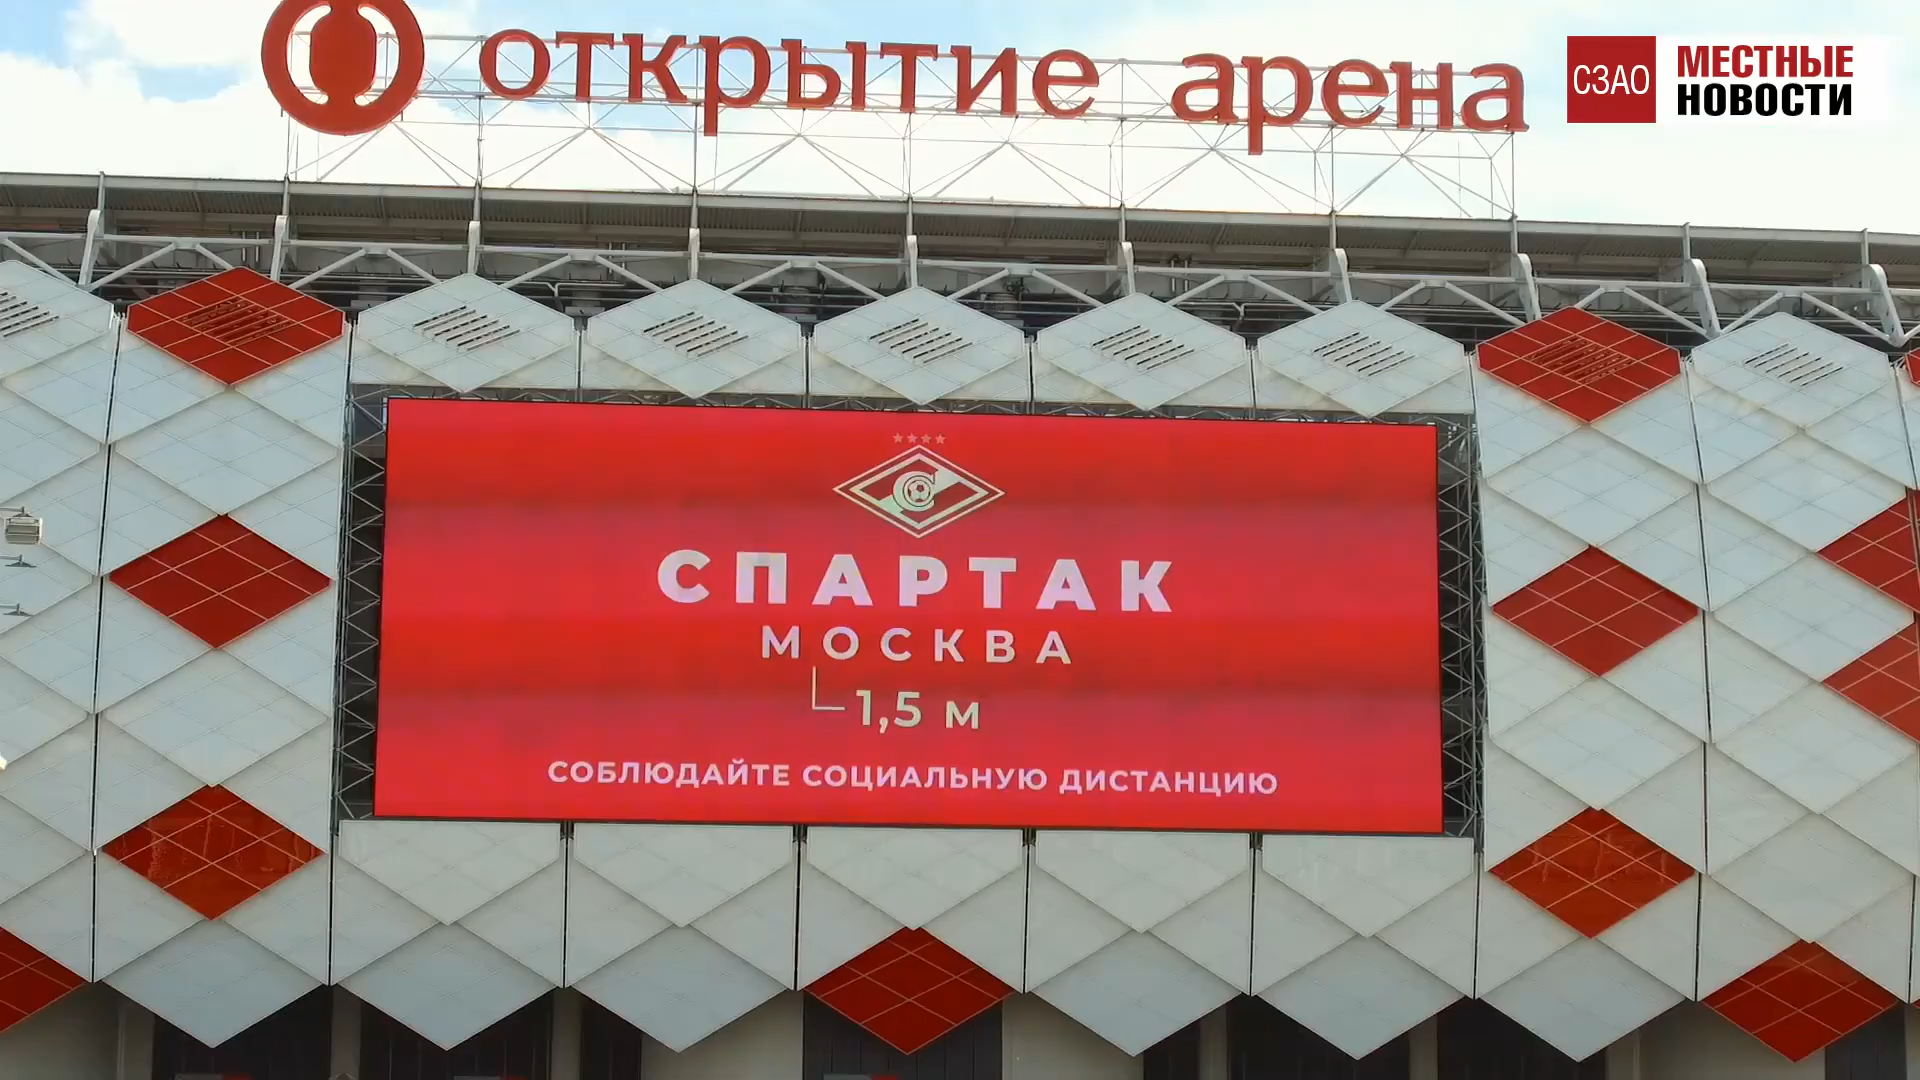 открытие арена
СЗАО
МЕСТНЫЕ
НОВОСТИ
СПАРТАК
МОСКВА
1,5 м
СОБЛЮДАЙТЕ СОЦИАЛЬНУЮ ДИСТАНЦИЮ